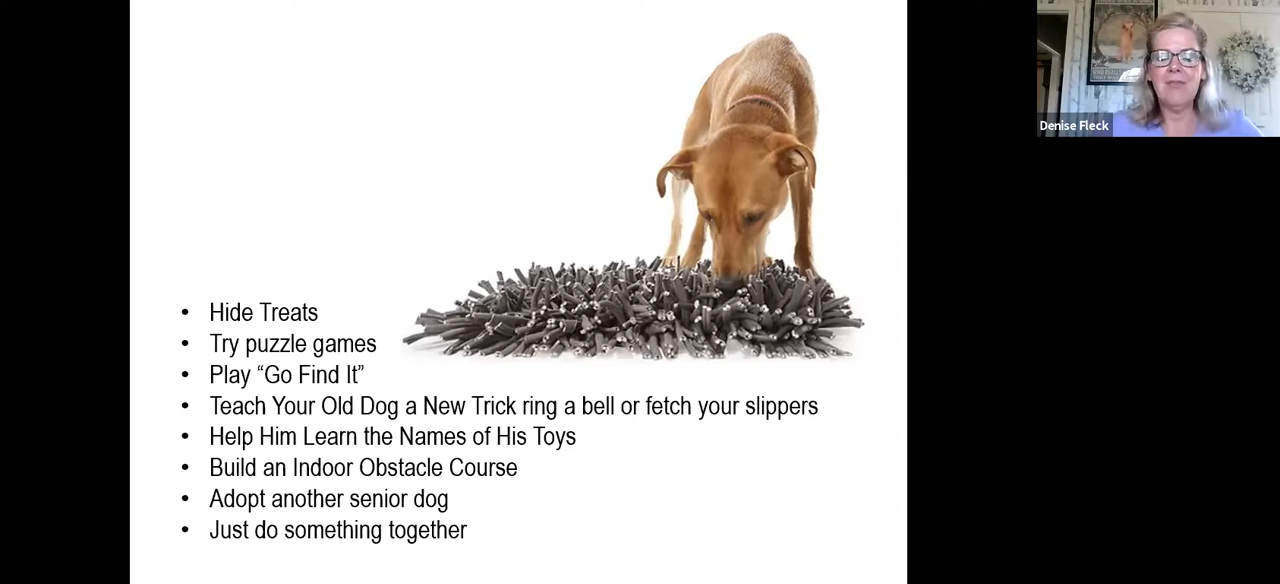 • Hide Treats
• Try puzzle games
• Play “Go Find It”
• Teach Your Old Dog a New Trick ring a bell or fetch your slippers
• Help Him Learn the Names of His Toys
• Build an Indoor Obstacle Course
• Adopt another senior dog
• Just do something together
Denise Fleck